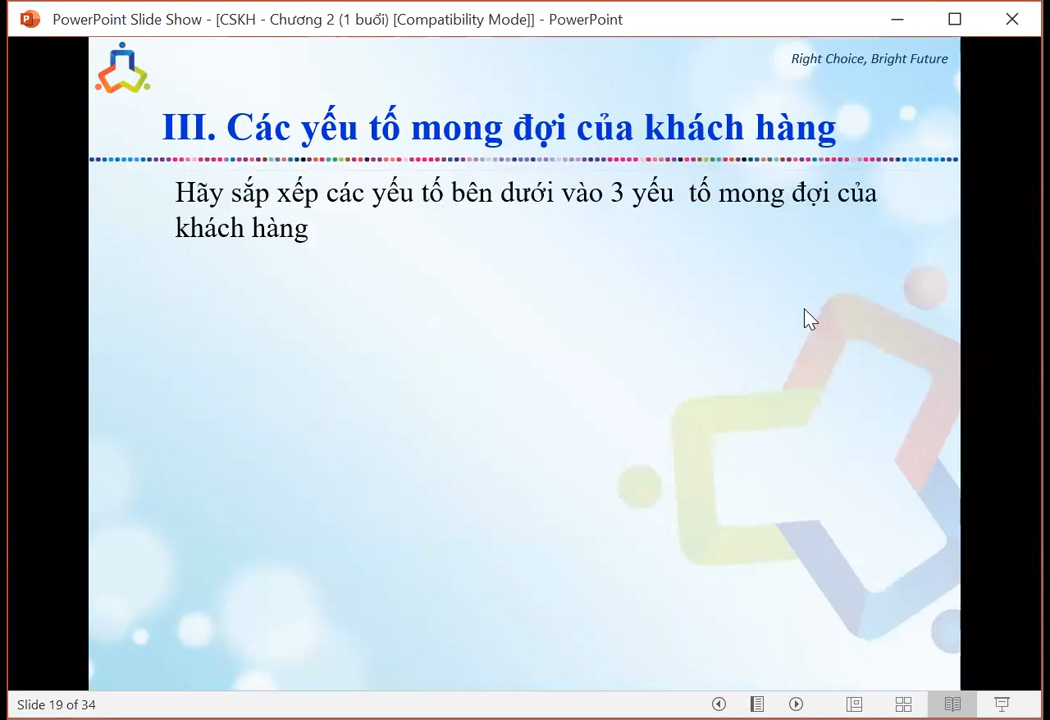 PowerPoint Slide Show - [CSKH - Chương 2 (1 buổi) [Compatibility Mode]] - PowerPoint
Right Choice, Bright Future
III. Các yếu tố mong đợi của khách hàng
Hãy sắp xếp các yếu tố bên dưới vào 3 yếu tố mong đợi của
khách hàng
Slide 19 of 34